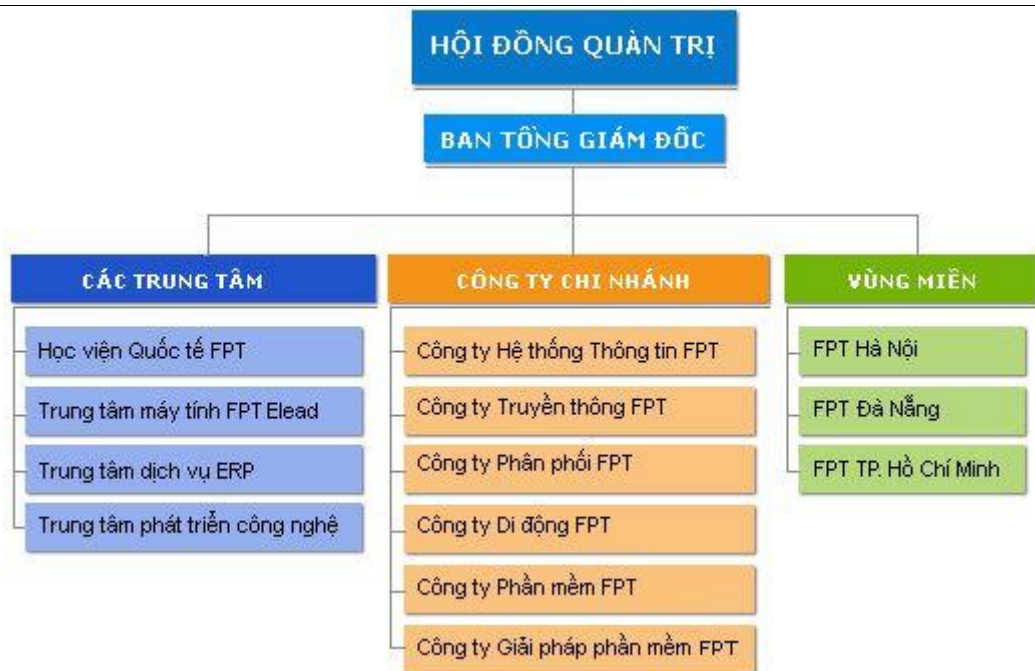 HỘI ĐỒNG QUẢN TRỊ
BAN TỔNG GIÁM ĐỐC
CÁC TRUNG TÂM
Học viện Quốc tế FPT
Trung tâm máy tính FPT Elead
Trung tâm dịch vụ ERP
Trung tâm phát triển công nghệ
CÔNG TY CHI NHÁNH
Công ty Hệ thống Thông tin FPT
Công ty Truyền thông FPT
Công ty Phân phối FPT
Công ty Di động FPT
Công ty Phần mềm FPT
Công ty Giải pháp phần mềm FPT
VÙNG MIỀN
FPT Hà Nội
FPT Đà Nẵng
FPT TP. Hồ Chí Minh